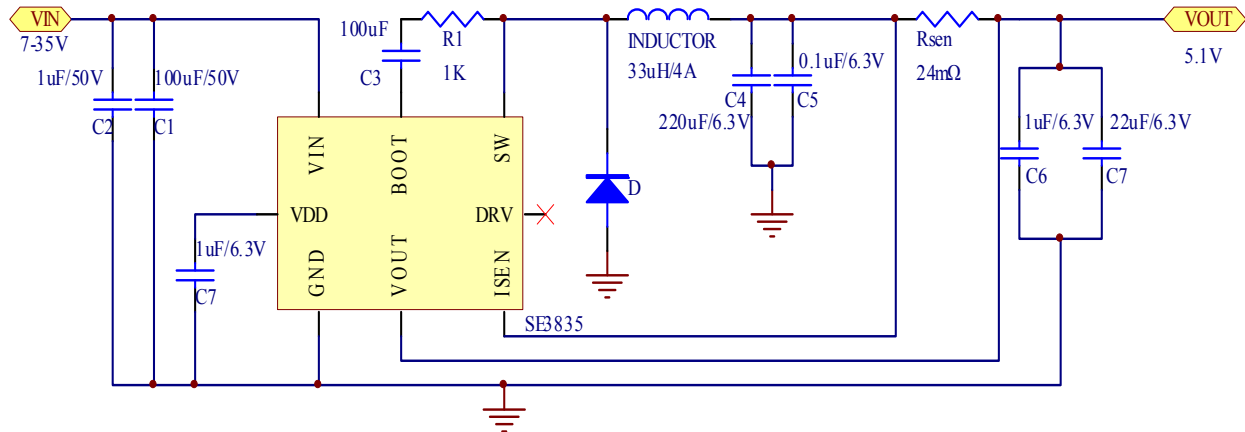 VIN
7-35V
1uF/50V
C2
100uF/50V
C1
100uF
C3
R1
1K
INDUCTOR
33uH/4A
C4
220uF/6.3V
0.1uF/6.3V
C5
Rsen
24mΩ
VOUT
5.1V
1uF/6.3V
C6
22uF/6.3V
C7
VIN
BOOT
SW
VDD
DRV
GND
VOUT
ISEN
SE3835
D
1uF/6.3V
C7